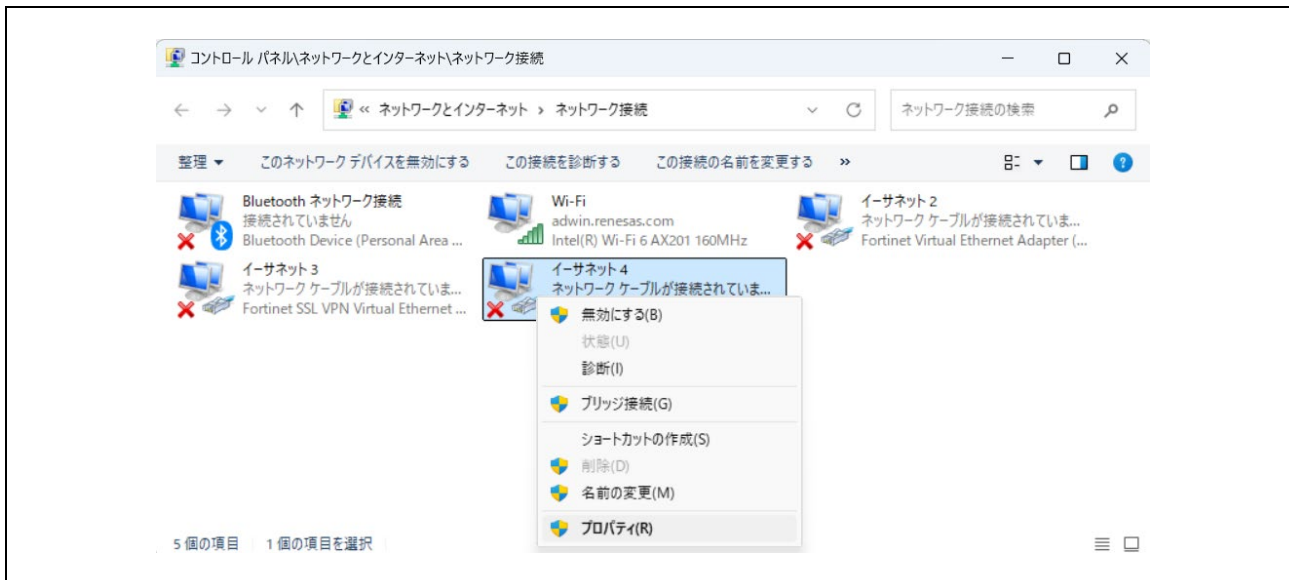 コントロール パネル\ネットワークとインターネット\ネットワーク接続
« ネットワークとインターネット › ネットワーク接続
ネットワーク接続の検索
整理 このネットワーク デバイスを無効にする この接続を診断する この接続の名前を変更する »
Bluetooth ネットワーク接続
接続されていません
Bluetooth Device (Personal Area ...
Wi-Fi
adwin.renesas.com
Intel(R) Wi-Fi 6 AX201 160MHz
イーサネット 2
ネットワーク ケーブルが接続されていま...
Fortinet Virtual Ethernet Adapter (...
イーサネット 3
ネットワーク ケーブルが接続されていま...
Fortinet SSL VPN Virtual Ethernet ...
イーサネット 4
ネットワーク ケーブルが接続されていま...
無効にする(B)
状態(U)
診断(I)
ブリッジ接続(G)
ショートカットの作成(S)
削除(D)
名前の変更(M)
プロパティ(R)
5 個の項目 1 個の項目を選択